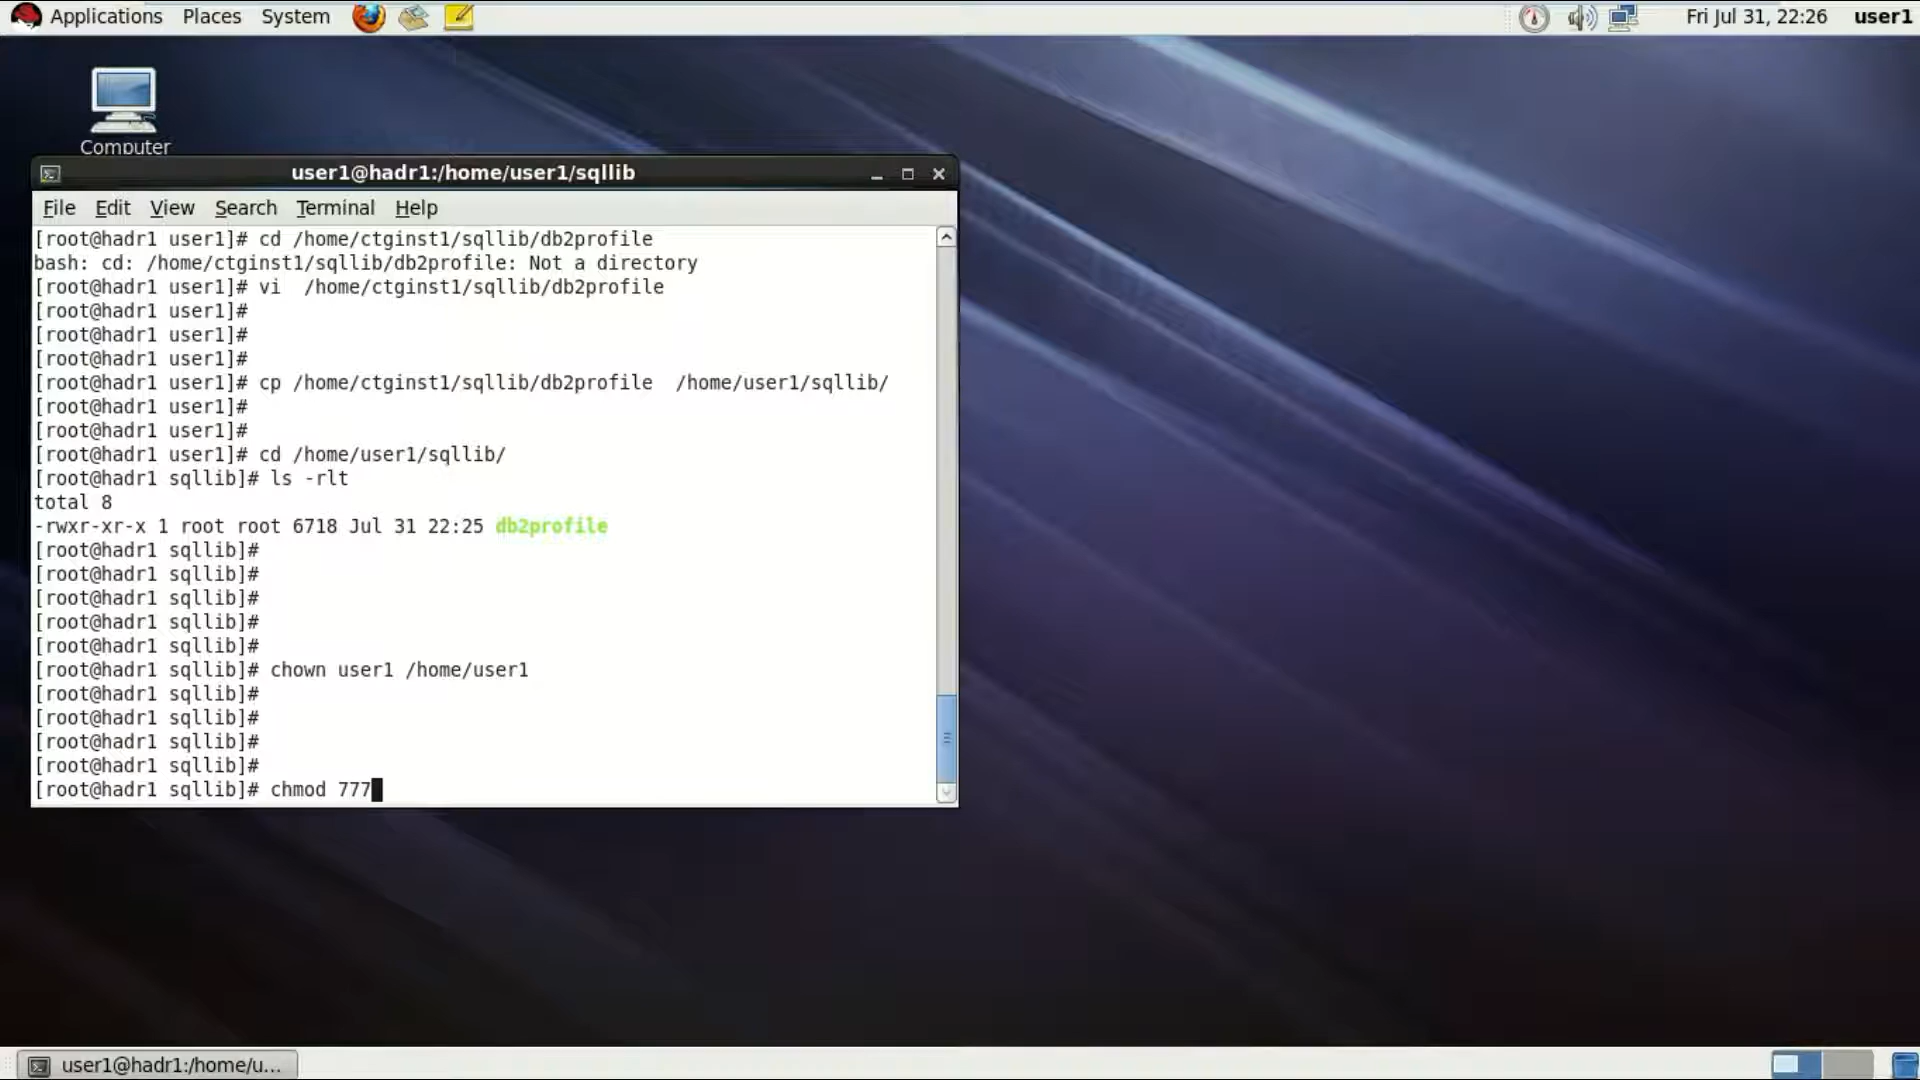 Applications Places System Fri Jul 31, 22:26 user1
Computer
user1@hadr1:/home/user1/sqllib
File Edit View Search Terminal Help
[root@hadr1 user1]# cd /home/ctginst1/sqllib/db2profile
bash: cd: /home/ctginst1/sqllib/db2profile: Not a directory
[root@hadr1 user1]# vi  /home/ctginst1/sqllib/db2profile
[root@hadr1 user1]#
[root@hadr1 user1]#
[root@hadr1 user1]#
[root@hadr1 user1]# cp /home/ctginst1/sqllib/db2profile  /home/user1/sqllib/
[root@hadr1 user1]#
[root@hadr1 user1]#
[root@hadr1 user1]# cd /home/user1/sqllib/
[root@hadr1 sqllib]# ls -rlt
total 8
-rwxr-xr-x 1 root root 6718 Jul 31 22:25 db2profile
[root@hadr1 sqllib]#
[root@hadr1 sqllib]#
[root@hadr1 sqllib]#
[root@hadr1 sqllib]#
[root@hadr1 sqllib]#
[root@hadr1 sqllib]# chown user1 /home/user1
[root@hadr1 sqllib]#
[root@hadr1 sqllib]#
[root@hadr1 sqllib]#
[root@hadr1 sqllib]#
[root@hadr1 sqllib]# chmod 777
user1@hadr1:/home/u...